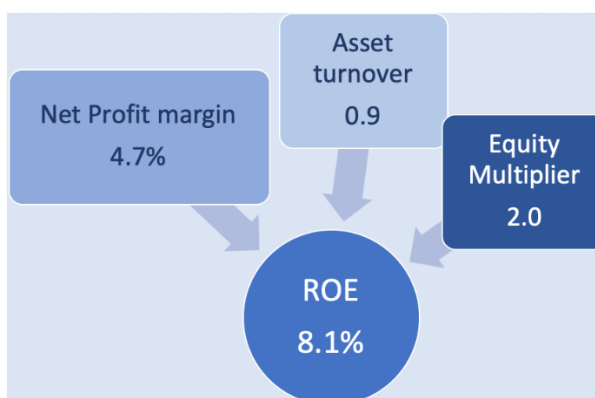 Net Profit margin
4.7%
Asset
turnover
0.9
Equity
Multiplier
2.0
ROE
8.1%